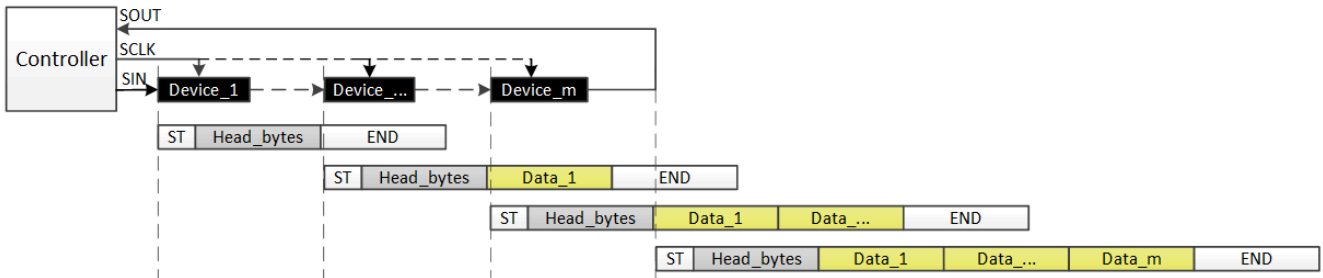 SOUT
Controller
SCLK
SIN
Device_1 Device_... Device_m
ST Head_bytes END
ST Head_bytes Data_1 END
ST Head_bytes Data_1 Data_... END
ST Head_bytes Data_1 Data_... Data_m END